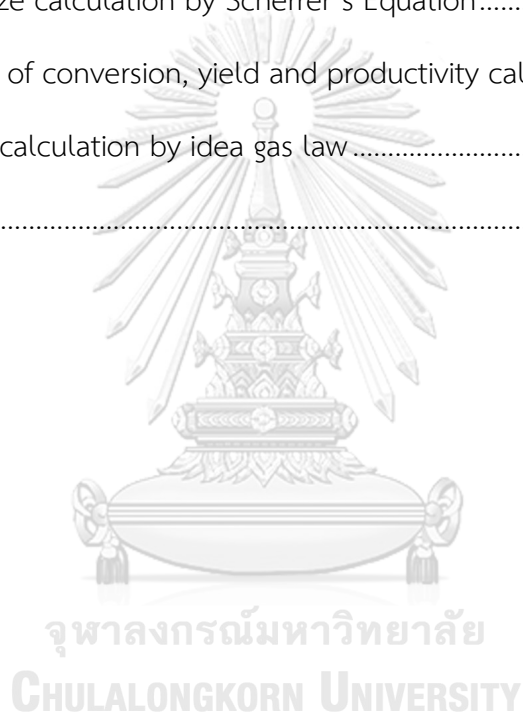 ze calculation by Scherrer's Equation......
of conversion, yield and productivity cal
calculation by idea gas law........................
...........................................................................
จุฬาลงกรณ์มหาวิทยาลัย
CHULALONGKORN UNIVERSITY